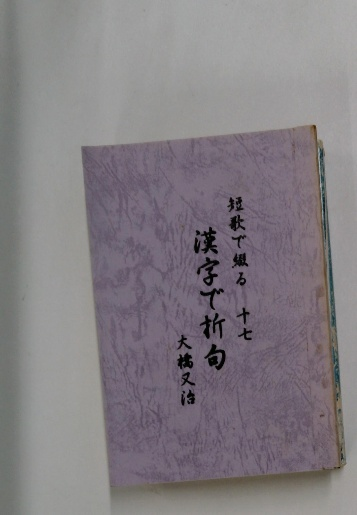 短歌で綴る 十七
漢字で折句
大橋又治